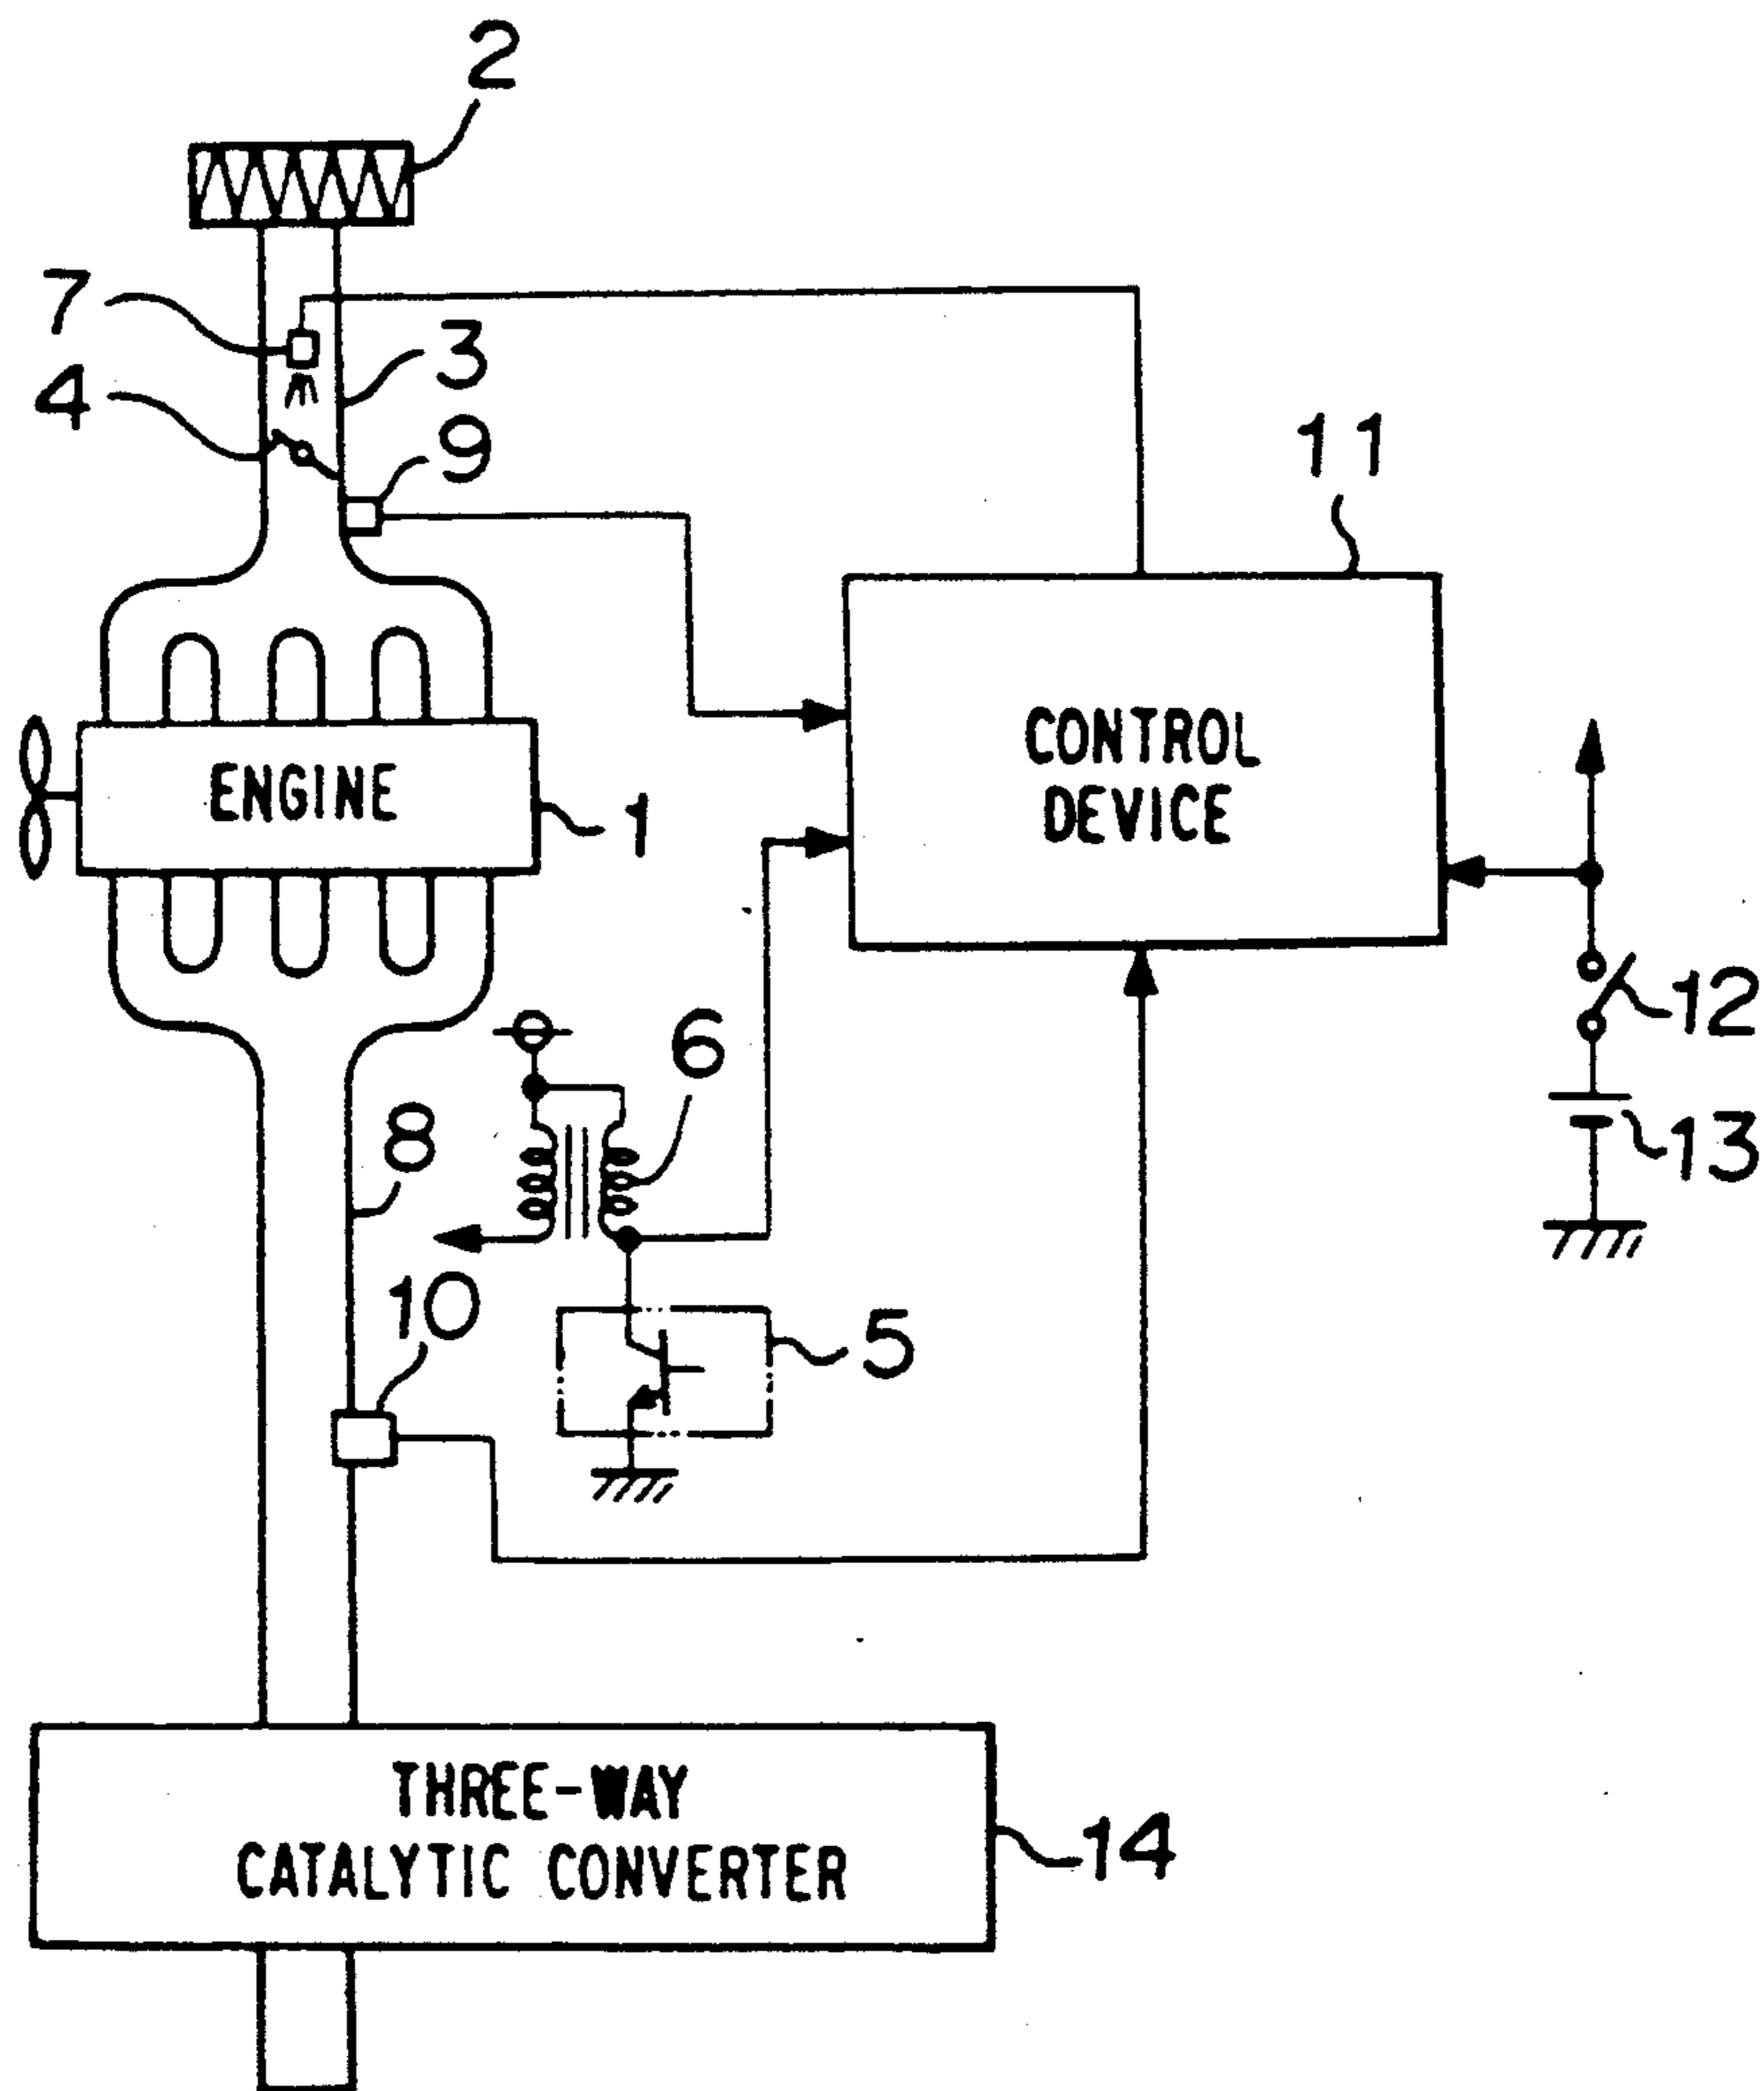 2
7
3
4
9
11
CONTROL
DEVICE
ENGINE
1
12
6
8
13
10
5
THREE-WAY
CATALYTIC CONVERTER
14